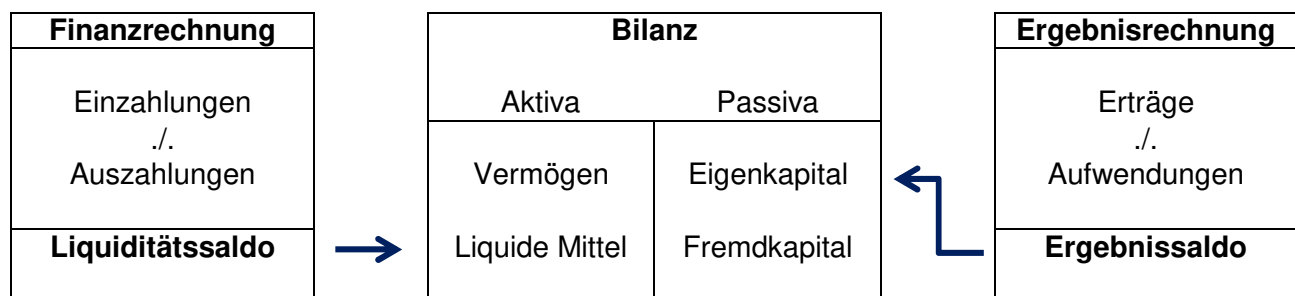 Finanzrechnung
Einzahlungen
./.
Auszahlungen
Liquiditätssaldo
Bilanz
Aktiva Passiva
Vermögen Eigenkapital
Liquide Mittel Fremdkapital
Ergebnisrechnung
Erträge
./.
Aufwendungen
Ergebnissaldo